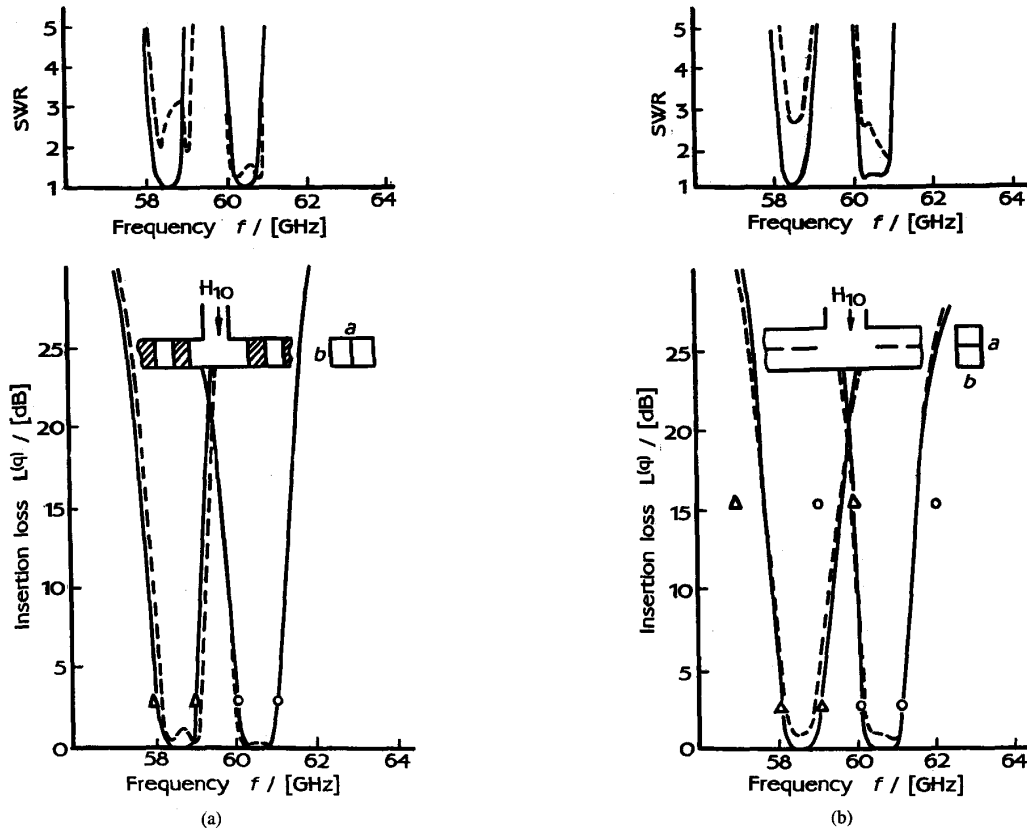 5
4
3
2
1
SWR
58 60 62 64
Frequency f / [GHz]
H10
a
b
25
20
15
10
5
0
Insertion loss L(q) / [dB]
58 60 62 64
Frequency f / [GHz]
(a)
5
4
3
2
1
SWR
58 60 62 64
Frequency f / [GHz]
H10
a
b
25
20
15
10
5
0
Insertion loss L(q) / [dB]
58 60 62 64
Frequency f / [GHz]
(b)